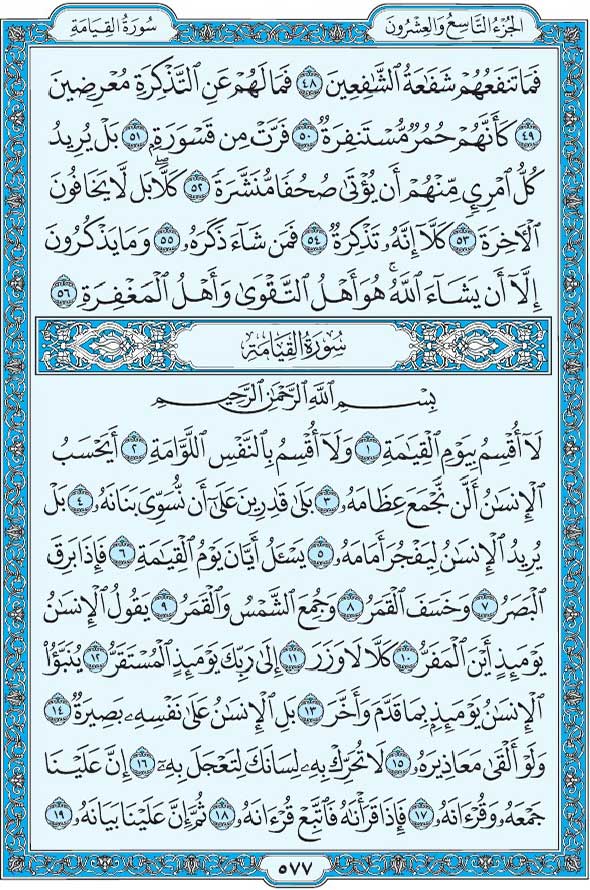 الجُزْءُ التَّاسِعُ وَالعِشْرُونَ
سُورَةُ القِيَامَةِ
فَمَا تَنفَعُهُمْ شَفَٰعَةُ ٱلشَّٰفِعِينَ ٤٨ فَمَا لَهُمْ عَنِ ٱلتَّذْكِرَةِ مُعْرِضِينَ
٤٩ كَأَنَّهُمْ حُمُرٌ مُّسْتَنفِرَةٌ ٥٠ فَرَّتْ مِن قَسْوَرَةٍۭ ٥١ بَلْ يُرِيدُ
كُلُّ ٱمْرِئٍ مِّنْهُمْ أَن يُؤْتَىٰ صُحُفًا مُّنَشَّرَةً ٥٢ كَلَّاۖ بَل لَّا يَخَافُونَ
ٱلْأَخِرَةَ ٥٣ كَلَّآ إِنَّهُۥ تَذْكِرَةٌ ٥٤ فَمَن شَآءَ ذَكَرَهُۥ ٥٥ وَمَا يَذْكُرُونَ
إِلَّآ أَن يَشَآءَ ٱللَّهُۚ هُوَ أَهْلُ ٱلتَّقْوَىٰ وَأَهْلُ ٱلْمَغْفِرَةِ ٥٦
سُورَةُ القِيَامَةِ
بِسْمِ ٱللَّهِ ٱلرَّحْمَٰنِ ٱلرَّحِيمِ
لَآ أُقْسِمُ بِيَوْمِ ٱلْقِيَٰمَةِ ١ وَلَآ أُقْسِمُ بِٱلنَّفْسِ ٱللَّوَّامَةِ ٢ أَيَحْسَبُ
ٱلْإِنسَٰنُ أَلَّن نَّجْمَعَ عِظَامَهُۥ ٣ بَلَىٰ قَٰدِرِينَ عَلَىٰٓ أَن نُّسَوِّىَ بَنَانَهُۥ ٤ بَلْ
يُرِيدُ ٱلْإِنسَٰنُ لِيَفْجُرَ أَمَامَهُۥ ٥ يَسْـَٔلُ أَيَّانَ يَوْمُ ٱلْقِيَٰمَةِ ٦ فَإِذَا بَرِقَ
ٱلْبَصَرُ ٧ وَخَسَفَ ٱلْقَمَرُ ٨ وَجُمِعَ ٱلشَّمْسُ وَٱلْقَمَرُ ٩ يَقُولُ ٱلْإِنسَٰنُ
يَوْمَئِذٍ أَيْنَ ٱلْمَفَرُّ ١٠ كَلَّا لَا وَزَرَ ١١ إِلَىٰ رَبِّكَ يَوْمَئِذٍ ٱلْمُسْتَقَرُّ ١٢ يُنَبَّؤُا۟
ٱلْإِنسَٰنُ يَوْمَئِذٍۭ بِمَا قَدَّمَ وَأَخَّرَ ١٣ بَلِ ٱلْإِنسَٰنُ عَلَىٰ نَفْسِهِۦ بَصِيرَةٌ ١٤
وَلَوْ أَلْقَىٰ مَعَاذِيرَهُۥ ١٥ لَا تُحَرِّكْ بِهِۦ لِسَانَكَ لِتَعْجَلَ بِهِۦٓ ١٦ إِنَّ عَلَيْنَا
جَمْعَهُۥ وَقُرْءَانَهُۥ ١٧ فَإِذَا قَرَأْنَٰهُ فَٱتَّبِعْ قُرْءَانَهُۥ ١٨ ثُمَّ إِنَّ عَلَيْنَا بَيَانَهُۥ ١٩
٥٧٧